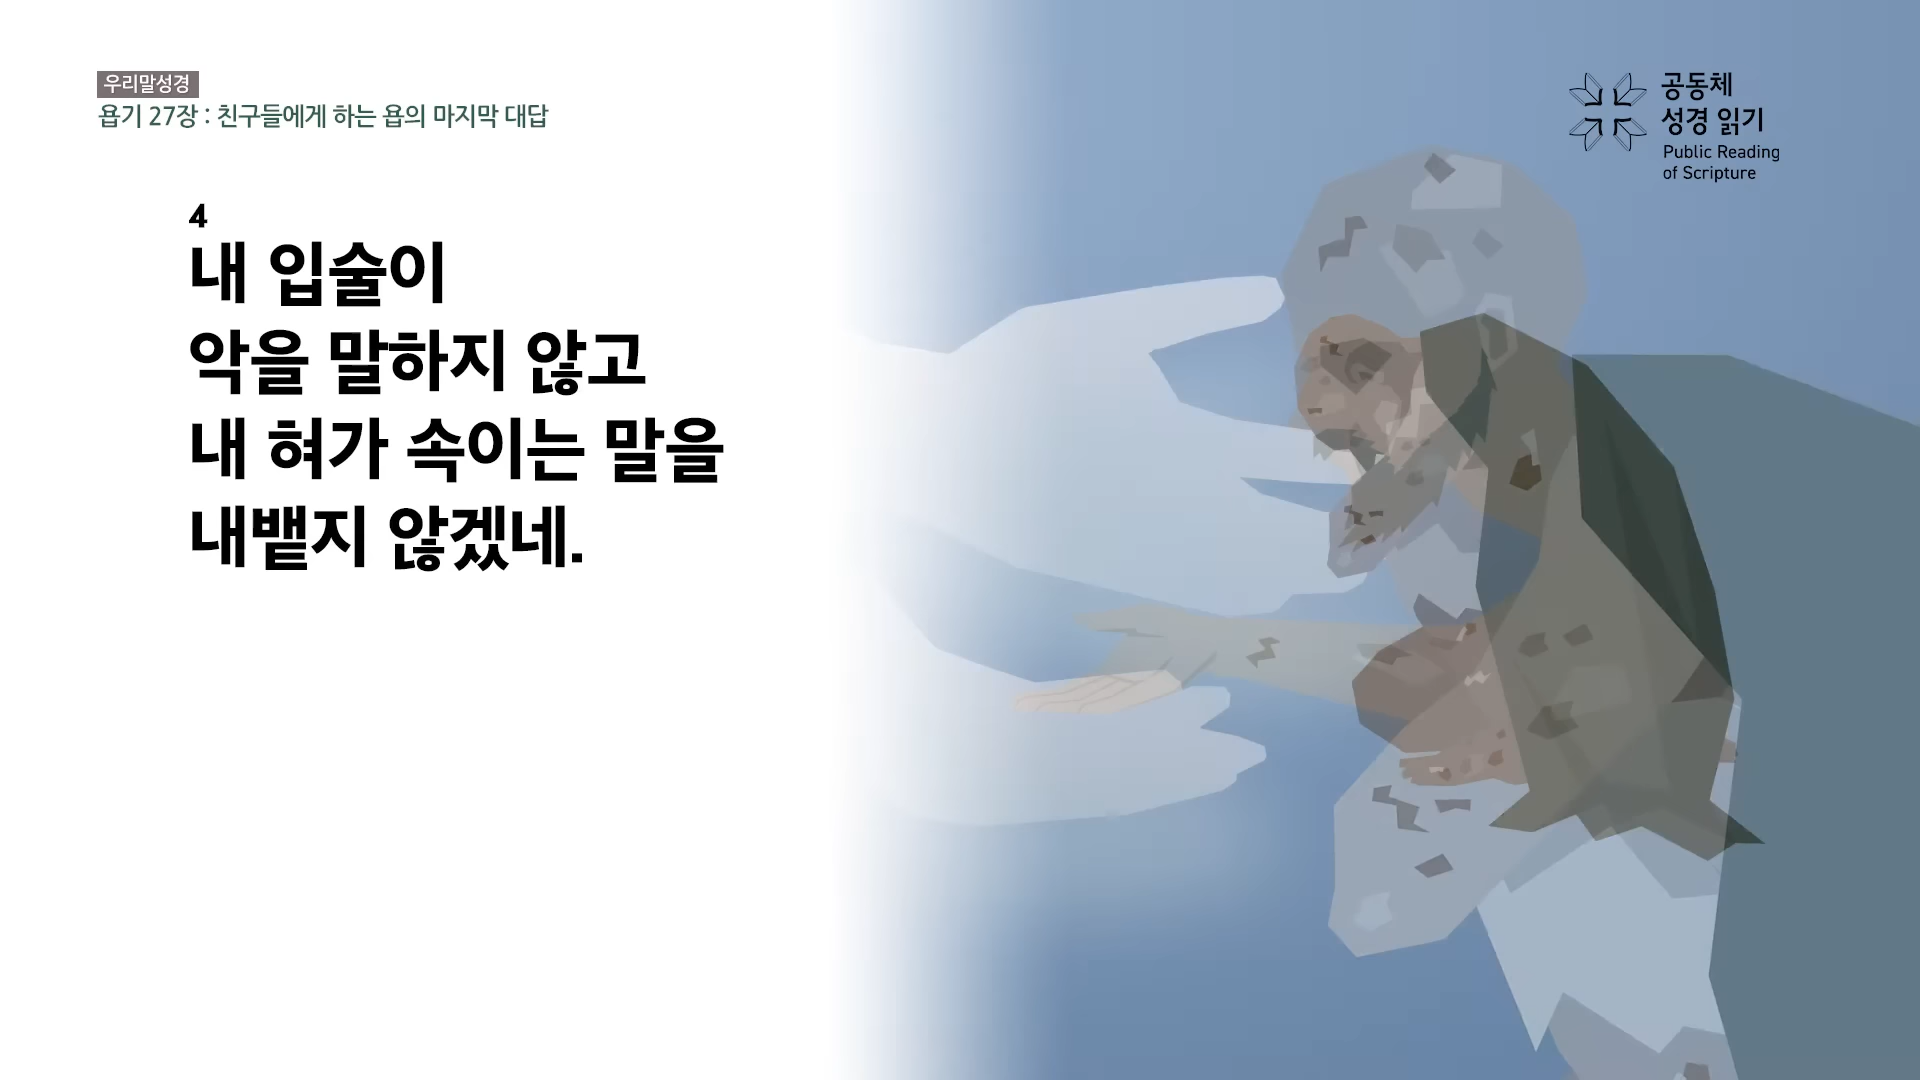 우리말성경
욥기 27장 : 친구들에게 하는 욥의 마지막 대답
4
내 입술이
악을 말하지 않고
내 혀가 속이는 말을
내뱉지 않겠네.
공동체
성경 읽기
Public Reading
of Scripture